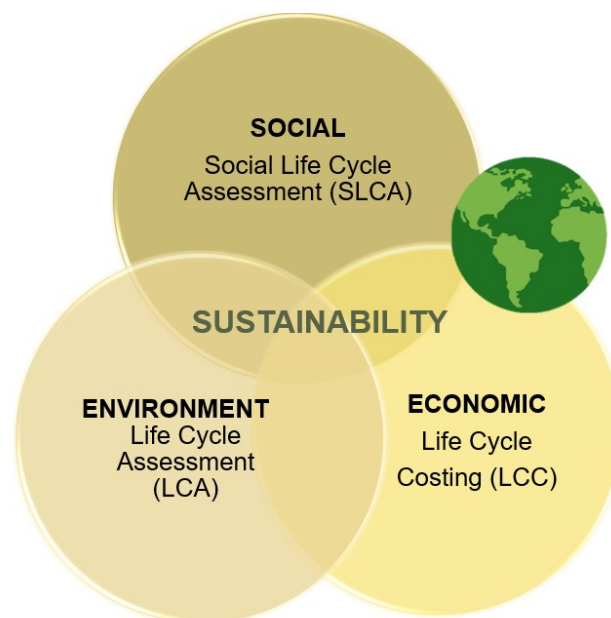 SOCIAL
Social Life Cycle
Assessment (SLCA)
SUSTAINABILITY
ENVIRONMENT
Life Cycle
Assessment
(LCA)
ECONOMIC
Life Cycle
Costing (LCC)